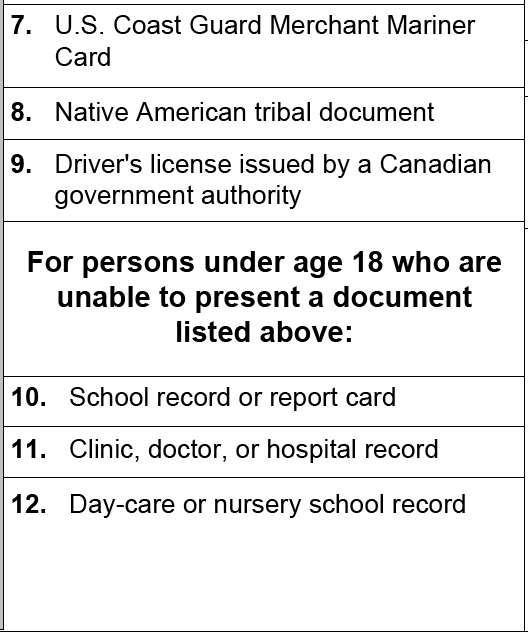 7. U.S. Coast Guard Merchant Mariner
Card
8. Native American tribal document
9. Driver's license issued by a Canadian
government authority
For persons under age 18 who are
unable to present a document
listed above:
10. School record or report card
11. Clinic, doctor, or hospital record
12. Day-care or nursery school record